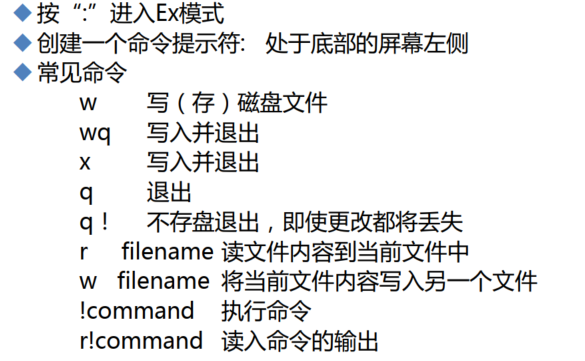 按“:”进入Ex模式
创建一个命令提示符: 处于底部的屏幕左侧
常见命令
w 写（存）磁盘文件
wq 写入并退出
x 写入并退出
q 退出
q！ 不存盘退出，即使更改都将丢失
r filename 读文件内容到当前文件中
w filename 将当前文件内容写入另一个文件
!command 执行命令
r!command 读入命令的输出